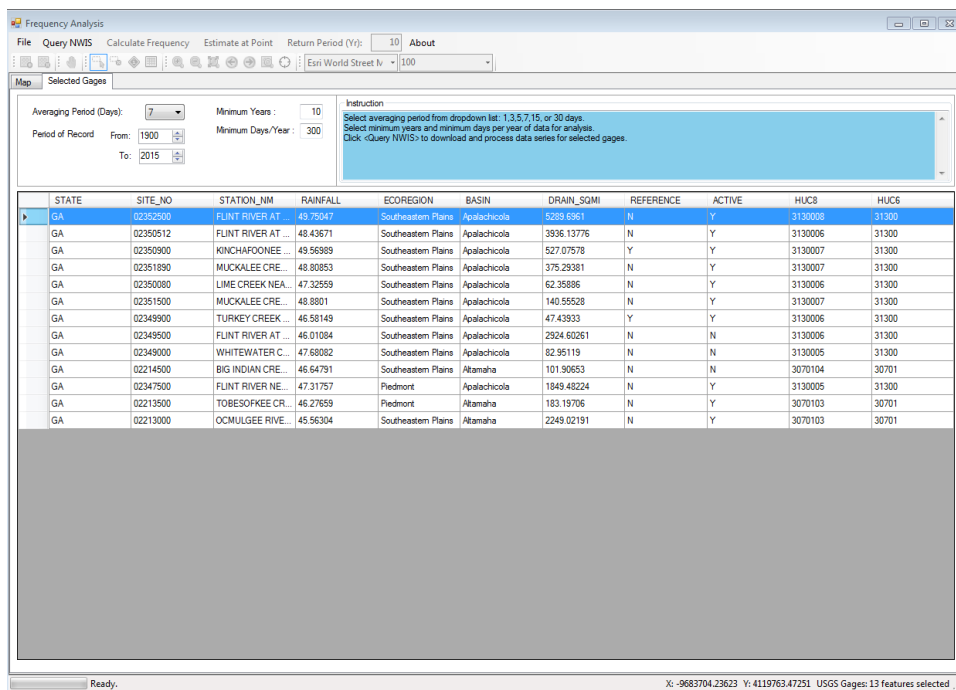 Frequency Analysis
File Query NWIS Calculate Frequency Estimate at Point Return Period (Yr): 10 About
Esri World Street M 100
Map Selected Gages
Averaging Period (Days): 7 Minimum Years : 10
Period of Record From: 1900 Minimum Days/Year : 300
To: 2015
Instruction
Select averaging period from dropdown list: 1,3,5,7,15, or 30 days.
Select minimum years and minimum days per year of data for analysis.
Click <Query NWIS> to download and process data series for selected gages.
STATE SITE_NO STATION_NM RAINFALL ECOREGION BASIN DRAIN_SQMI REFERENCE ACTIVE HUC8 HUC6
GA 02352500 FLINT RIVER AT ... 49.75047 Southeastern Plains Apalachicola 5289.6961 N Y 3130008 31300
GA 02350512 FLINT RIVER AT ... 48.43671 Southeastern Plains Apalachicola 3936.13776 N Y 3130006 31300
GA 02350900 KINCHAFOONEE ... 49.56989 Southeastern Plains Apalachicola 527.07578 Y Y 3130007 31300
GA 02351890 MUCKALEE CRE... 48.80853 Southeastern Plains Apalachicola 375.29381 N Y 3130007 31300
GA 02350080 LIME CREEK NEA... 47.32559 Southeastern Plains Apalachicola 62.35886 N Y 3130006 31300
GA 02351500 MUCKALEE CRE... 48.8801 Southeastern Plains Apalachicola 140.55528 N Y 3130007 31300
GA 02349900 TURKEY CREEK ... 46.58149 Southeastern Plains Apalachicola 47.43933 Y Y 3130006 31300
GA 02349500 FLINT RIVER AT ... 46.01084 Southeastern Plains Apalachicola 2924.60261 N N 3130006 31300
GA 02349000 WHITEWATER C... 47.68082 Southeastern Plains Apalachicola 82.95119 N N 3130005 31300
GA 02214500 BIG INDIAN CRE... 46.64791 Southeastern Plains Altamaha 101.90653 N N 3070104 30701
GA 02347500 FLINT RIVER NE... 47.31757 Piedmont Apalachicola 1849.48224 N Y 3130005 31300
GA 02213500 TOBESOFKEE CR... 46.27659 Piedmont Altamaha 183.19706 N Y 3070103 30701
GA 02213000 OCMULGEE RIVE... 45.56304 Southeastern Plains Altamaha 2249.02191 N Y 3070103 30701
Ready. X: -9683704.23623 Y: 4119763.47251 USGS Gages: 13 features selected